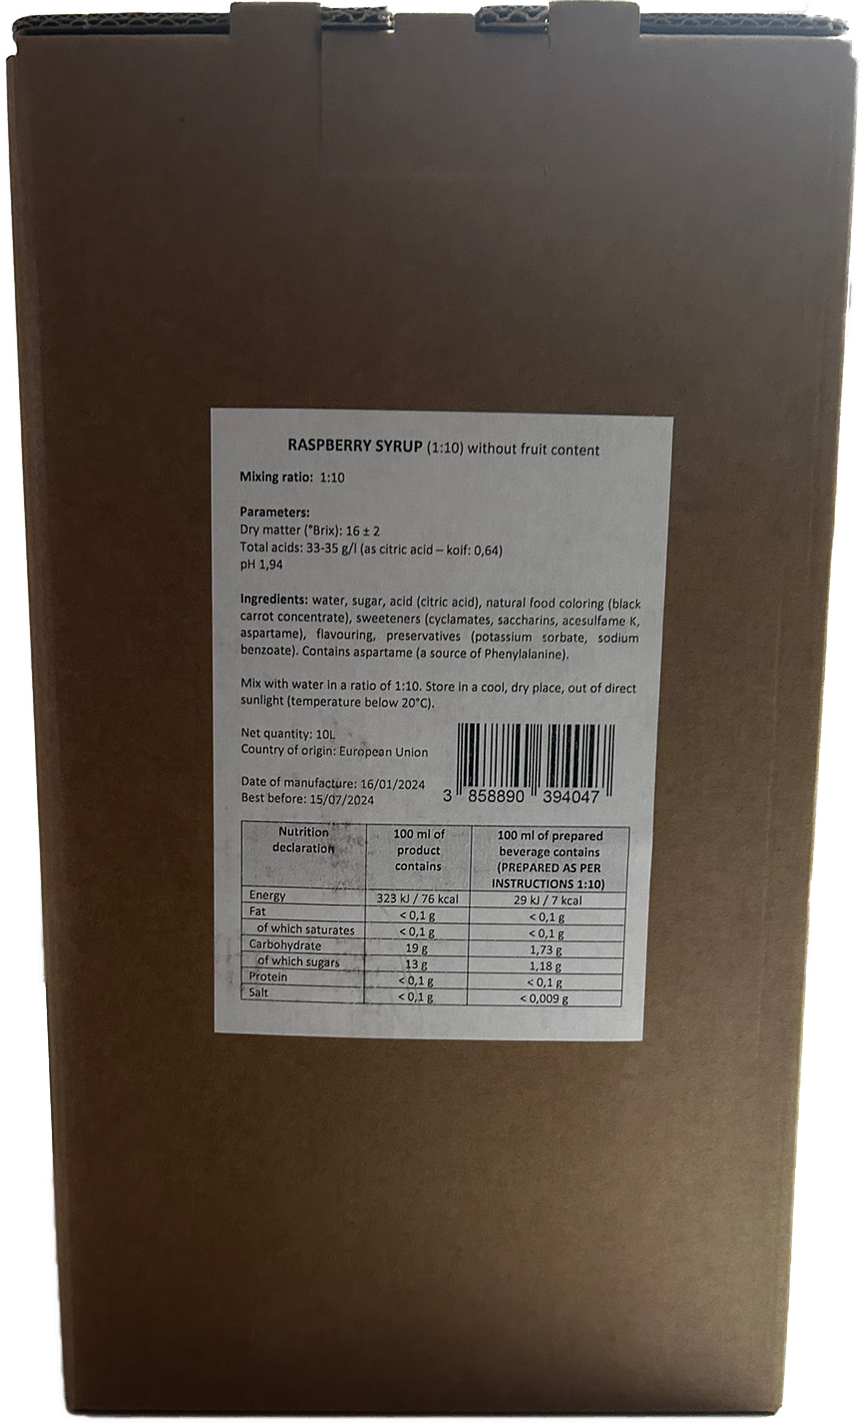 RASPBERRY SYRUP (1:10) without fruit content
Mixing ratio: 1:10
Parameters:
Dry matter (°Brix): 16 ± 2
Total acids: 33-35 g/l (as citric acid – koif: 0,64)
pH 1,94
Ingredients: water, sugar, acid (citric acid), natural food coloring (black
carrot concentrate), sweeteners (cyclamates, saccharins, acesulfame K,
aspartame), flavouring, preservatives (potassium sorbate, sodium
benzoate). Contains aspartame (a source of Phenylalanine).
Mix with water in a ratio of 1:10. Store in a cool, dry place, out of direct
sunlight (temperature below 20°C).
Net quantity: 10L
Country of origin: European Union
Date of manufacture: 16/01/2024
Best before: 15/07/2024
3 858890 394047
Nutrition declaration 100 ml of product contains 100 ml of prepared beverage contains (PREPARED AS PER INSTRUCTIONS 1:10)
Energy 323 kJ / 76 kcal 29 kJ / 7 kcal
Fat < 0,1 g < 0,1 g
of which saturates < 0,1 g < 0,1 g
Carbohydrate 19 g 1,73 g
of which sugars 13 g 1,18 g
Protein < 0,1 g < 0,1 g
Salt < 0,1 g < 0,009 g